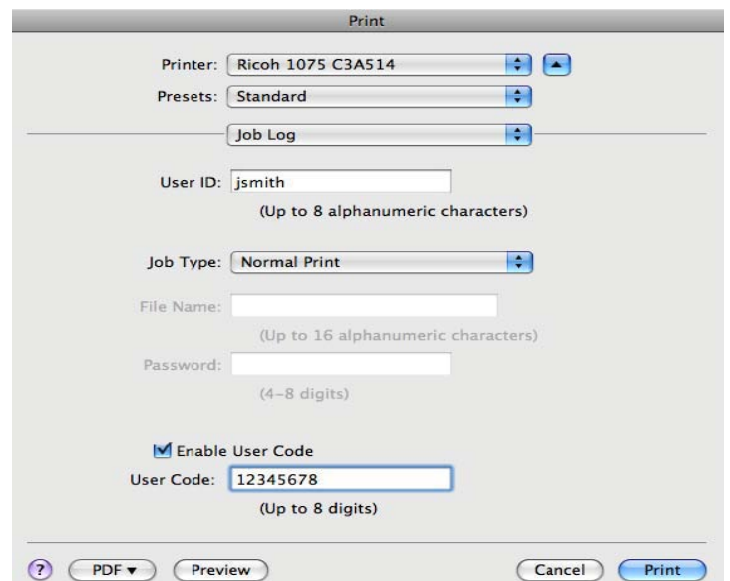 Print
Printer: Ricoh 1075 C3A514
Presets: Standard
Job Log
User ID: jsmith
(Up to 8 alphanumeric characters)
Job Type: Normal Print
File Name:
(Up to 16 alphanumeric characters)
Password:
(4-8 digits)
Enable User Code
User Code: 12345678
(Up to 8 digits)
? PDF▼ Preview Cancel Print